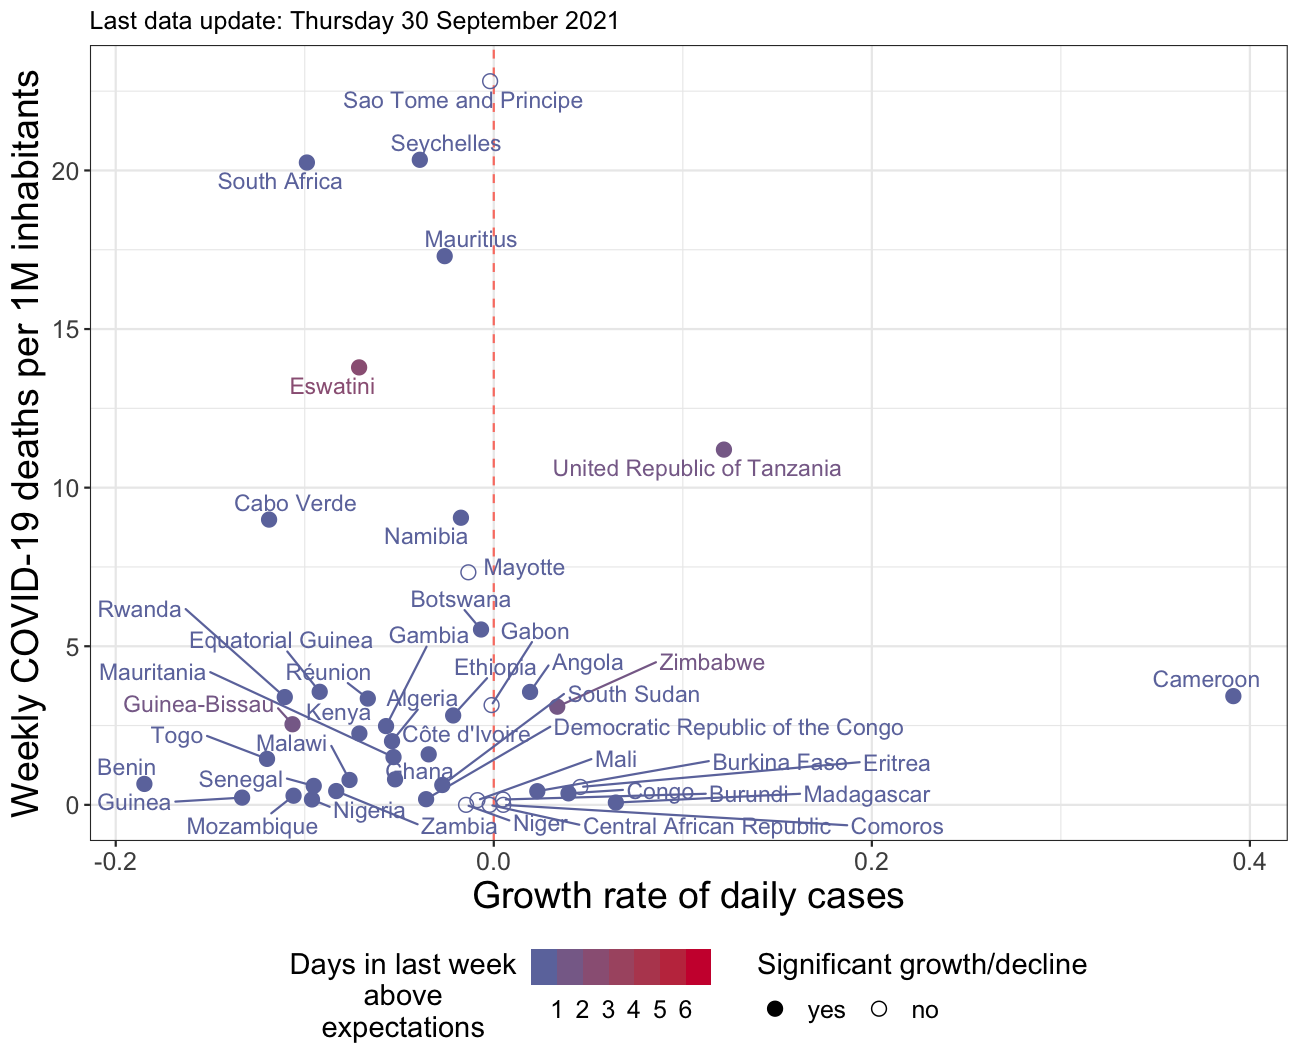 Last data update: Thursday 30 September 2021
Weekly COVID-19 deaths per 1M inhabitants
20
15
10
5
0
Sao Tome and Principe
Seychelles
South Africa
Mauritius
Eswatini
United Republic of Tanzania
Cabo Verde
Namibia
Mayotte
Botswana
Rwanda
Gabon
Gambia
Equatorial Guinea
Angola
Zimbabwe
Ethiopia
Mauritania
Réunion
Cameroon
South Sudan
Algeria
Guinea-Bissau
Kenya
Democratic Republic of the Congo
Côte d'Ivoire
Togo
Malawi
Mali
Burkina Faso
Eritrea
Benin
Ghana
Senegal
Congo
Burundi
Madagascar
Guinea
Nigeria
Niger
Mozambique
Zambia
Central African Republic
Comoros
-0.2
0.0
0.2
0.4
Growth rate of daily cases
Days in last week
above
expectations
1 2 3 4 5 6
Significant growth/decline
yes
no